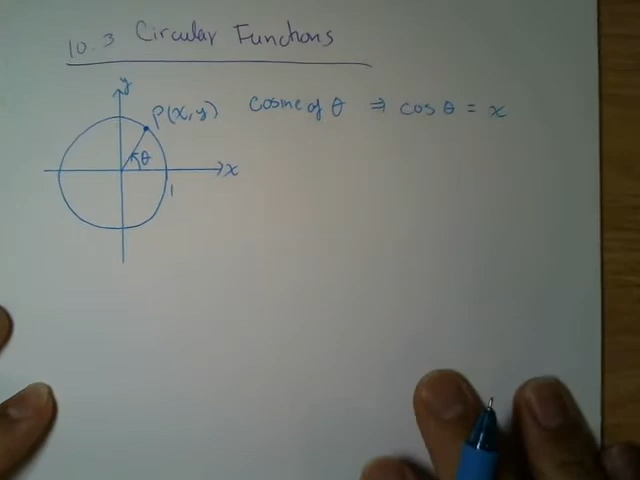 10.3 Circular Functions
y
P(x,y) cosine of θ ⇒ cos θ = x
θ
x
1